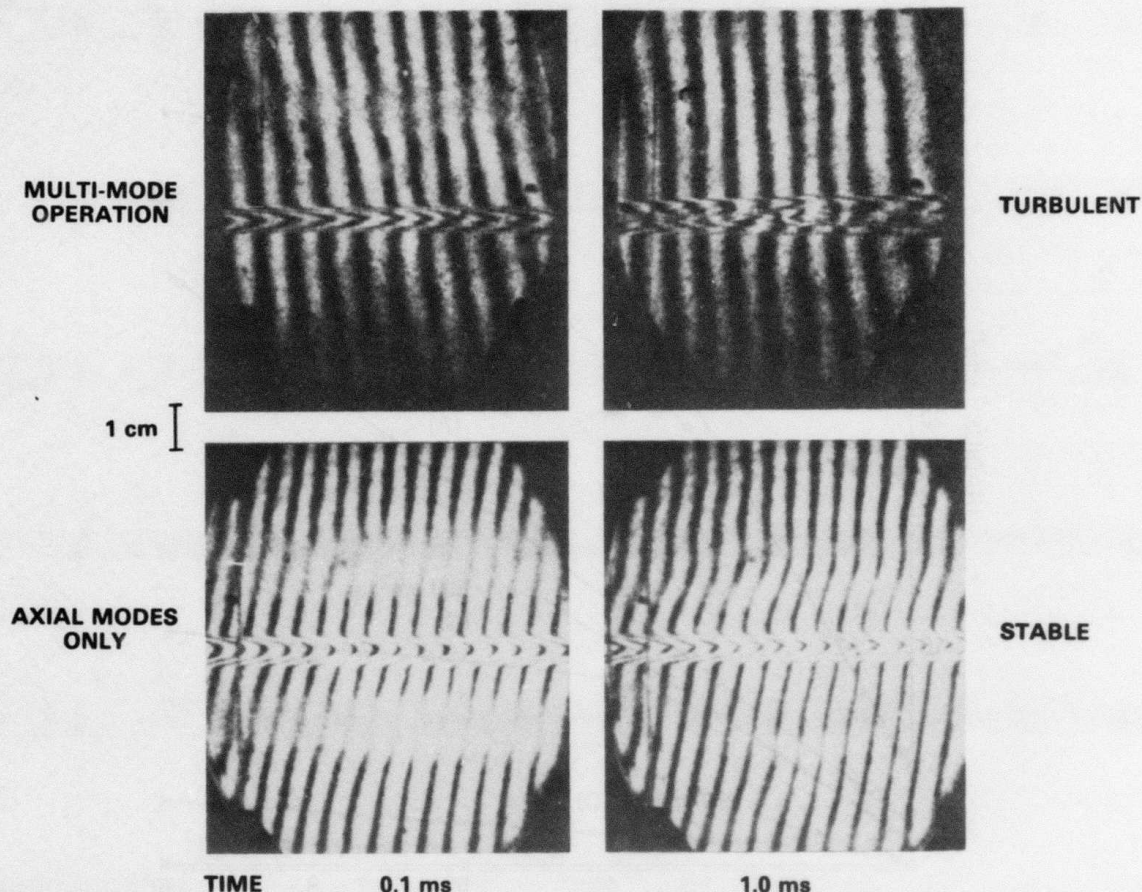 MULTI-MODE
OPERATION
TURBULENT
1 cm
AXIAL MODES
ONLY
STABLE
TIME 0.1 ms 1.0 ms